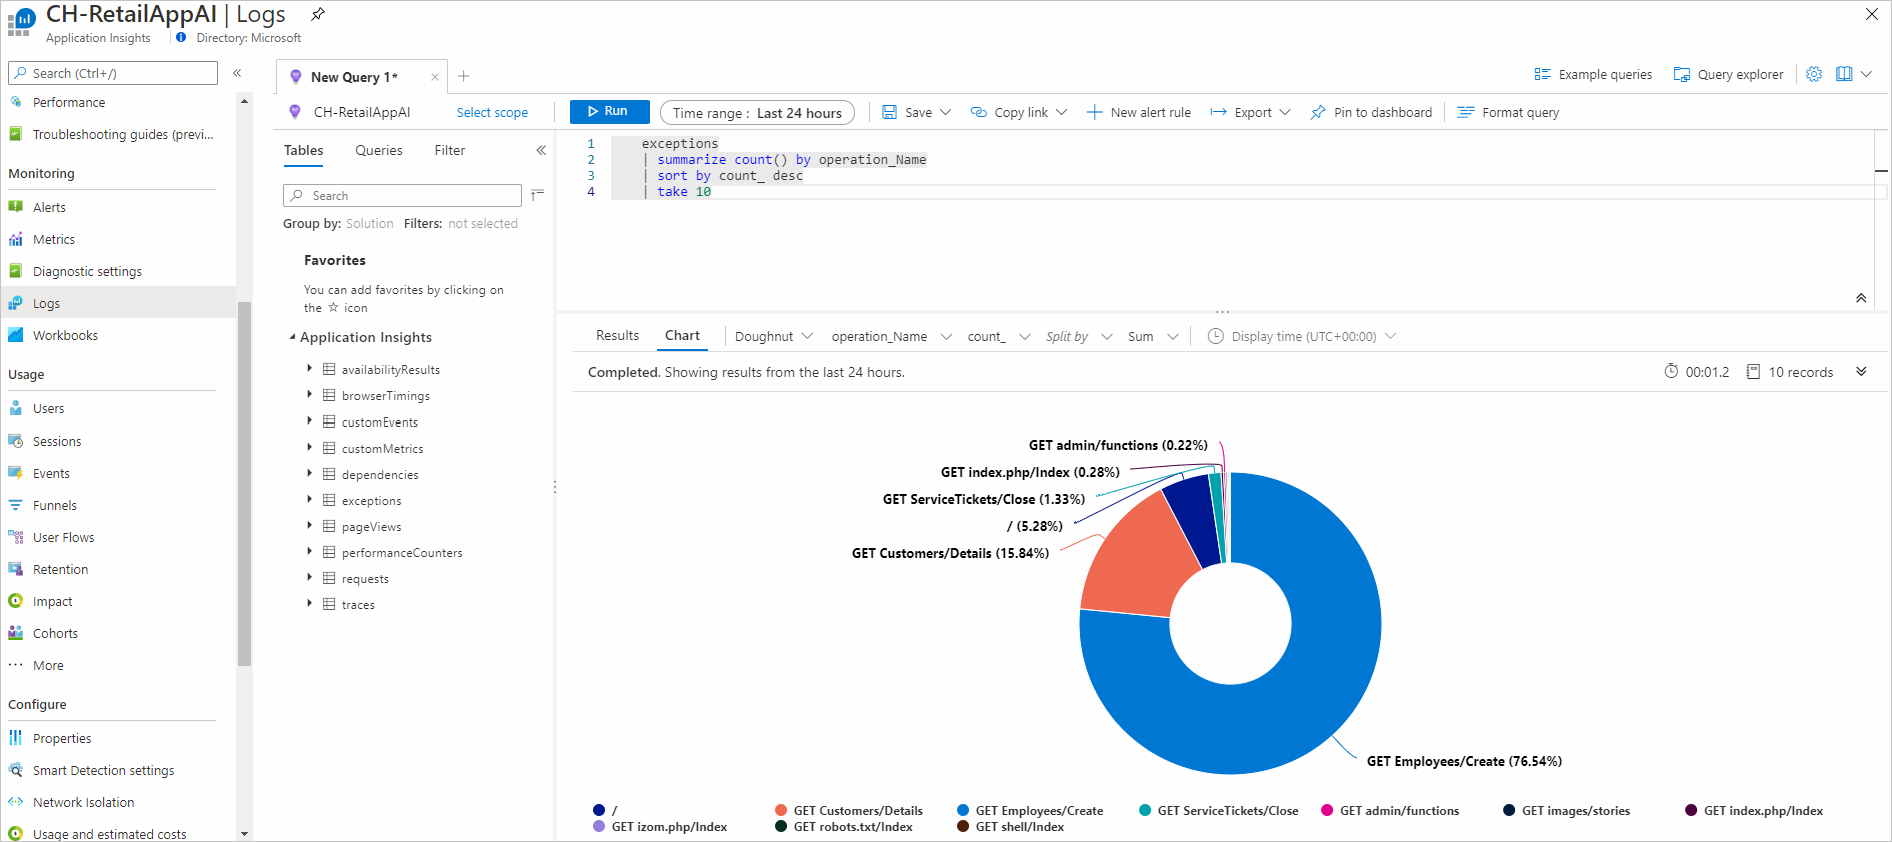 CH-RetailAppAI | Logs
Application Insights
Directory: Microsoft
Search (Ctrl+/)
Performance
Troubleshooting guides (previ...
Monitoring
Alerts
Metrics
Diagnostic settings
Logs
Workbooks
Usage
Users
Sessions
Events
Funnels
User Flows
Retention
Impact
Cohorts
More
Configure
Properties
Smart Detection settings
Network Isolation
Usage and estimated costs
New Query 1*
Example queries
Query explorer
CH-RetailAppAI
Select scope
Run
Time range : Last 24 hours
Save
Copy link
New alert rule
Export
Pin to dashboard
Format query
Tables
Queries
Filter
Search
Group by: Solution Filters: not selected
Favorites
You can add favorites by clicking on
the ☆ icon
Application Insights
availabilityResults
browserTimings
customEvents
customMetrics
dependencies
exceptions
pageViews
performanceCounters
requests
traces
1 exceptions
2 | summarize count() by operation_Name
3 | sort by count_ desc
4 | take 10
Results
Chart
Doughnut
operation_Name
count_
Split by
Sum
Display time (UTC+00:00)
Completed. Showing results from the last 24 hours.
00:01.2
10 records
GET admin/functions (0.22%)
GET index.php/Index (0.28%)
GET ServiceTickets/Close (1.33%)
/ (5.28%)
GET Customers/Details (15.84%)
GET Employees/Create (76.54%)
/
GET Customers/Details
GET Employees/Create
GET ServiceTickets/Close
GET admin/functions
GET images/stories
GET index.php/Index
GET izom.php/Index
GET robots.txt/Index
GET shell/Index